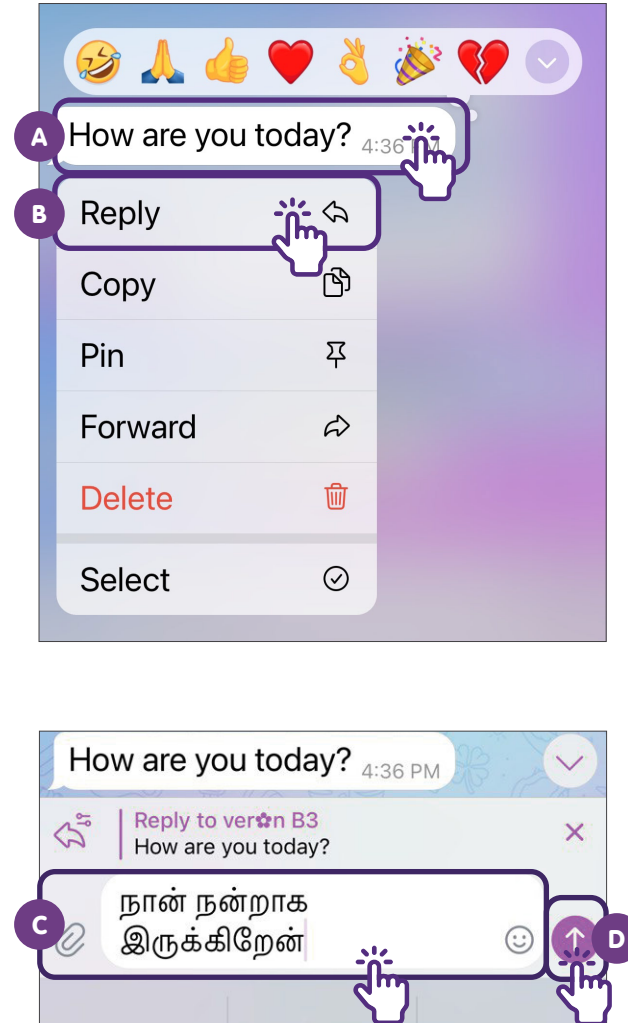 A
How are you today? 4:36 PM
B
Reply
Copy
Pin
Forward
Delete
Select
How are you today? 4:36 PM
Reply to ver✿n B3
How are you today?
C
நான் நன்றாக
இருக்கிறேன்
D